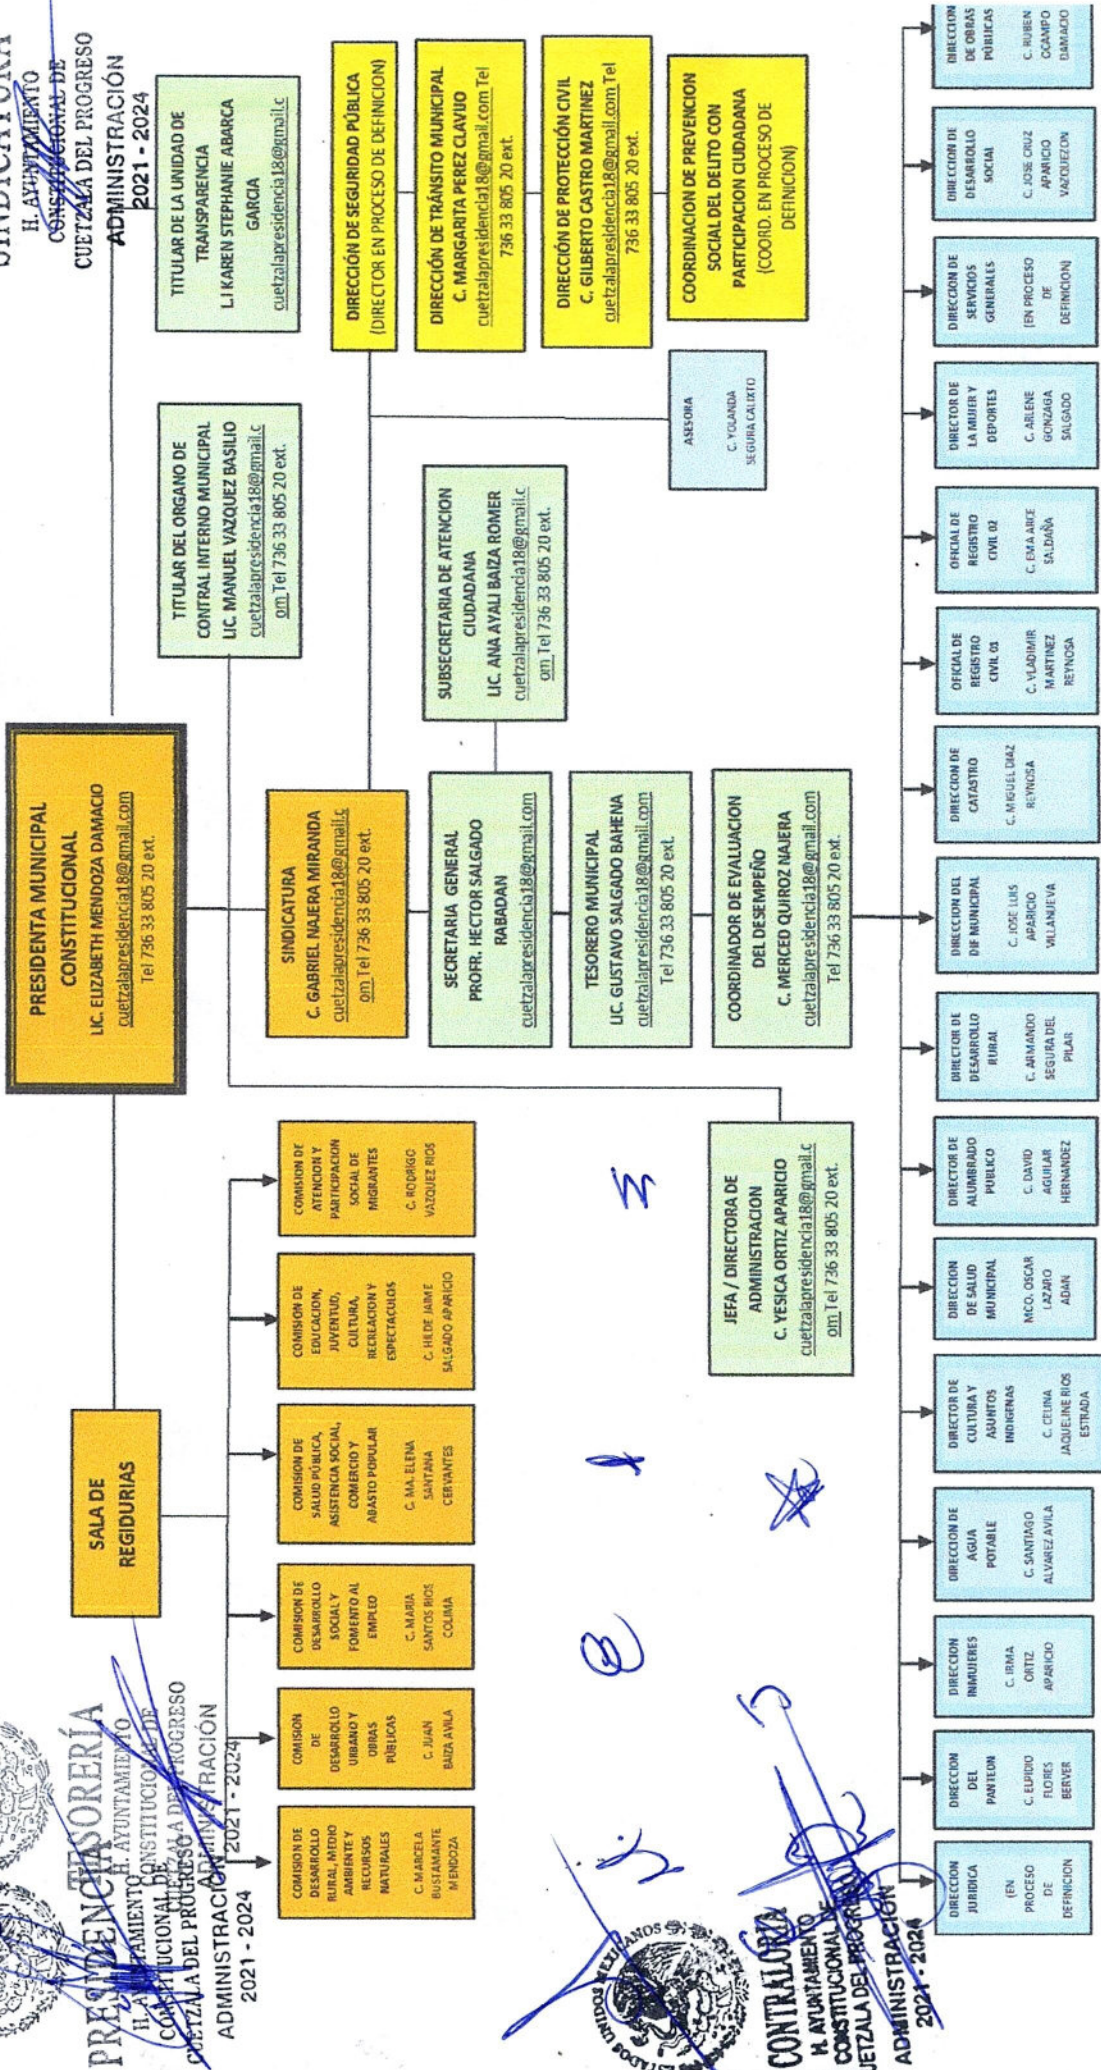 PRESIDENCIA
H. AYUNTAMIENTO
CONSTITUCIONAL DE
CUETZALA DEL PROGRESO
ADMINISTRACIÓN
2021 - 2024
TESORERÍA
H. AYUNTAMIENTO
CONSTITUCIONAL DE
CUETZALA DEL PROGRESO
ADMINISTRACIÓN
2021 - 2024
SINDICATURA
H. AYUNTAMIENTO
CONSTITUCIONAL DE
CUETZALA DEL PROGRESO
ADMINISTRACIÓN
2021 - 2024
PRESIDENTA MUNICIPAL
CONSTITUCIONAL
LIC. ELIZABETH MENDOZA DAMACIO
cuetzalapresidencia18@gmail.com
Tel 736 33 805 20 ext.
SALA DE
REGIDURIAS
TITULAR DEL ORGANO DE
CONTRAL INTERNO MUNICIPAL
LIC. MANUEL VAZQUEZ BASILIO
cuetzalapresidencia18@gmail.c
om Tel 736 33 805 20 ext.
TITULAR DE LA UNIDAD DE
TRANSPARENCIA
L.I KAREN STEPHANIE ABARCA
GARCIA
cuetzalapresidencia18@gmail.c
COMISION DE
DESARROLLO
RURAL, MEDIO
AMBIENTE Y
RECURSOS
NATURALES
C. MARCELA
BUSTAMANTE
MENDOZA
COMISION
DE
DESARROLLO
URBANO Y
OBRAS
PÚBLICAS
C. JUAN
BAIZA AVILA
COMISION DE
DESARROLLO
SOCIAL Y
FOMENTO AL
EMPLEO
C. MARIA
SANTOS RIOS
COLIMA
COMISION DE
SALUD PÚBLICA,
ASISTENCIA SOCIAL,
COMERCIO Y
ABASTO POPULAR
C. MA. ELENA
SANTANA
CERVANTES
COMISION DE
EDUCACION,
JUVENTUD,
CULTURA,
RECREACION Y
ESPECTACULOS
C. HILDE JAIME
SALGADO APARICIO
COMISION DE
ATENCION Y
PARTICIPACION
SOCIAL DE
MIGRANTES
C. RODRIGO
VAZQUEZ RIOS
SINDICATURA
C. GABRIEL NAJERA MIRANDA
cuetzalapresidencia18@gmail.c
om Tel 736 33 805 20 ext.
DIRECCIÓN DE SEGURIDAD PÚBLICA
(DIRECTOR EN PROCESO DE DEFINICION)
DIRECCIÓN DE TRÁNSITO MUNICIPAL
C. MARGARITA PEREZ CLAVIJO
cuetzalapresidencia18@gmail.com Tel
736 33 805 20 ext.
DIRECCIÓN DE PROTECCIÓN CIVIL
C. GILBERTO CASTRO MARTINEZ
cuetzalapresidencia18@gmail.com Tel
736 33 805 20 ext.
COORDINACION DE PREVENCION
SOCIAL DEL DELITO CON
PARTICIPACION CIUDADANA
(COORD. EN PROCESO DE
DEFINICION)
SECRETARIA GENERAL
PROFR. HECTOR SALGADO
RABADAN
cuetzalapresidencia18@gmail.com
SUBSECRETARIA DE ATENCION
CIUDADANA
LIC. ANA AYALI BAIZA ROMER
cuetzalapresidencia18@gmail.c
om Tel 736 33 805 20 ext.
ASESORA
C. YOLANDA
SEGURA CALIXTO
TESORERO MUNICIPAL
LIC. GUSTAVO SALGADO BAHENA
cuetzalapresidencia18@gmail.com
Tel 736 33 805 20 ext.
COORDINADOR DE EVALUACION
DEL DESEMPEÑO
C. MERCED QUIROZ NAJERA
cuetzalapresidencia18@gmail.com
Tel 736 33 805 20 ext.
JEFA / DIRECTORA DE
ADMINISTRACION
C. YESICA ORTIZ APARICIO
cuetzalapresidencia18@gmail.c
om Tel 736 33 805 20 ext.
ESTADOS UNIDOS MEXICANOS
CONTRALORIA
H. AYUNTAMIENTO
CONSTITUCIONAL DE
UETZALA DEL PROGRESO
ADMINISTRACIÓN
2021 - 2024
DIRECCION
JURIDICA
(EN
PROCESO
DE
DEFINICION
DIRECCION
DEL
PANTEON
C. ELPIDIO
FLORES
BERVER
DIRECCION
INMUJERES
C. IRMA
ORTIZ
APARICIO
DIRECCION DE
AGUA
POTABLE
C. SANTIAGO
ALVAREZ AVILA
DIRECTOR DE
CULTURA Y
ASUNTOS
INDIGENAS
C. CELINA
JAQUELINE RIOS
ESTRADA
DIRECCION
DE SALUD
MUNICIPAL
MCO. OSCAR
LAZARO
ADAN
DIRECTOR DE
ALUMBRADO
PUBLICO
C. DAVID
AGUILAR
HERNANDEZ
DIRECTOR DE
DESARROLLO
RURAL
C. ARMANDO
SEGURA DEL
PILAR
DIRECCION DEL
DIF MUNICIPAL
C. JOSE LUIS
APARICIO
VILLANUEVA
DIRECCION DE
CATASTRO
C. MIGUEL DIAZ
REYNOSA
OFICIAL DE
REGISTRO
CIVIL 01
C. VLADIMIR
MARTINEZ
REYNOSA
OFICIAL DE
REGISTRO
CIVIL 02
C. EMA ARCE
SALDAÑA
DIRECTOR DE
LA MUJER Y
DEPORTES
C. ARLENE
GONZAGA
SALGADO
DIRECCION DE
SERVICIOS
GENERALES
(EN PROCESO
DE
DEFINICION)
DIRECCION DE
DESARROLLO
SOCIAL
C. JOSE CRUZ
APARICIO
VAZQUEZON
DIRECCION
DE OBRAS
PÚBLICAS
C. RUBEN
OCAMPO
DAMACIO